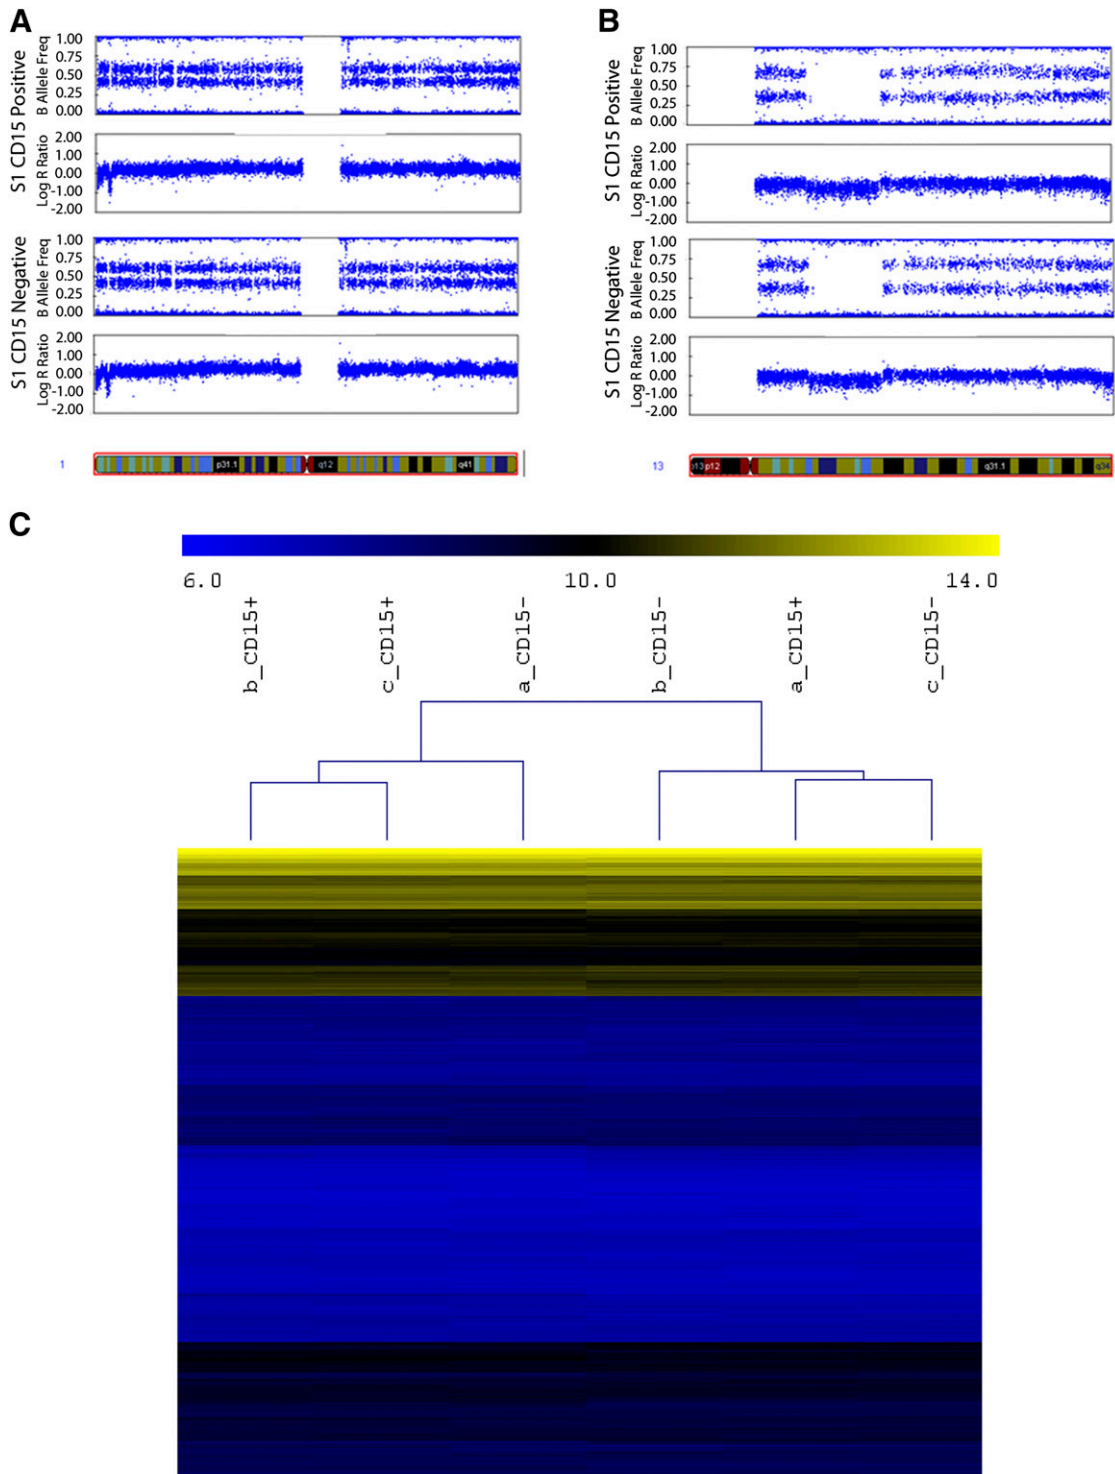 A
S1 CD15 Positive
B Allele Freq
1.00
0.75
0.50
0.25
0.00
Log R Ratio
2.00
1.00
0.00
-1.00
-2.00
S1 CD15 Negative
B Allele Freq
1.00
0.75
0.50
0.25
0.00
Log R Ratio
2.00
1.00
0.00
-1.00
-2.00
1
p31.1
q12
q41
B
S1 CD15 Positive
B Allele Freq
1.00
0.75
0.50
0.25
0.00
Log R Ratio
2.00
1.00
0.00
-1.00
-2.00
S1 CD15 Negative
B Allele Freq
1.00
0.75
0.50
0.25
0.00
Log R Ratio
2.00
1.00
0.00
-1.00
-2.00
13
p13
p12
q31.1
q34
C
6.0 10.0 14.0
b_CD15+
c_CD15+
a_CD15-
b_CD15-
a_CD15+
c_CD15-